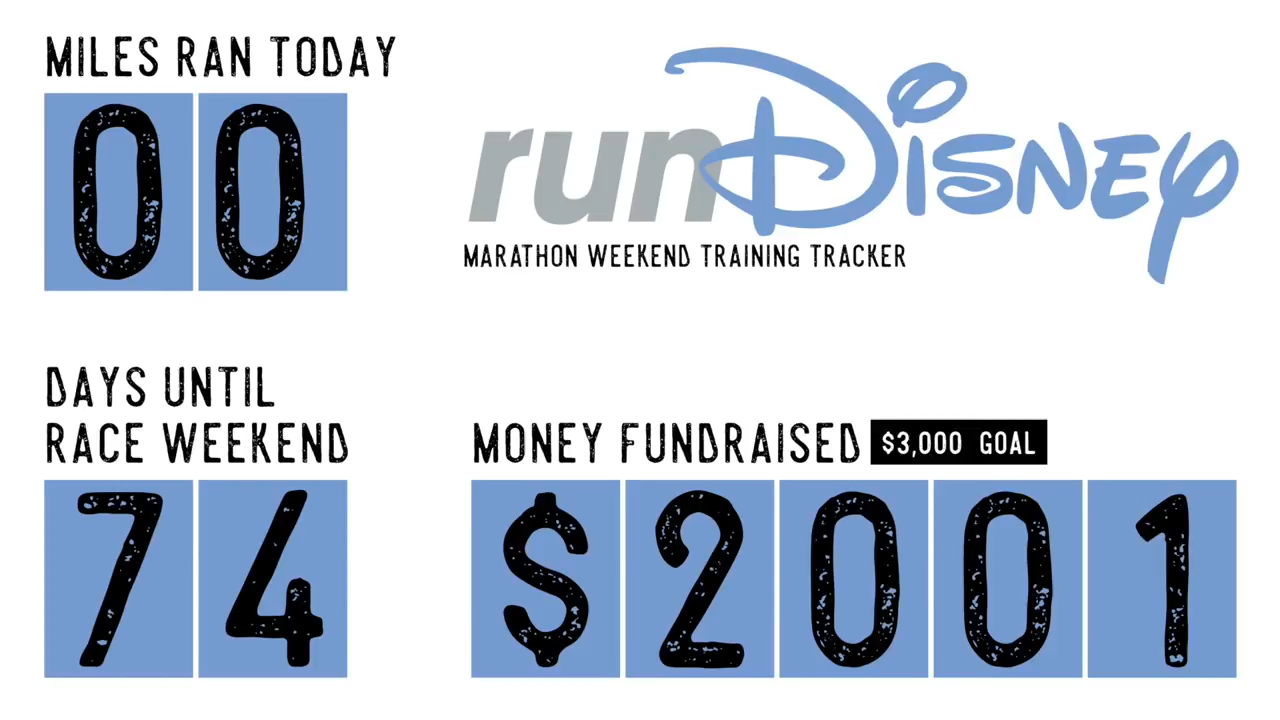 MILES RAN TODAY
00
runDisney
MARATHON WEEKEND TRAINING TRACKER
DAYS UNTIL
RACE WEEKEND
74
MONEY FUNDRAISED $3,000 GOAL
$2001